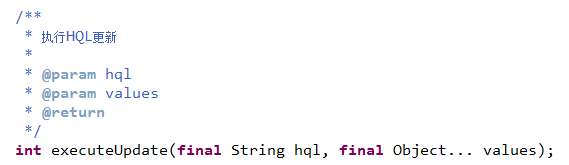 /**
 * 执行HQL更新
 *
 * @param hql
 * @param values
 * @return
 */
int executeUpdate(final String hql, final Object... values);